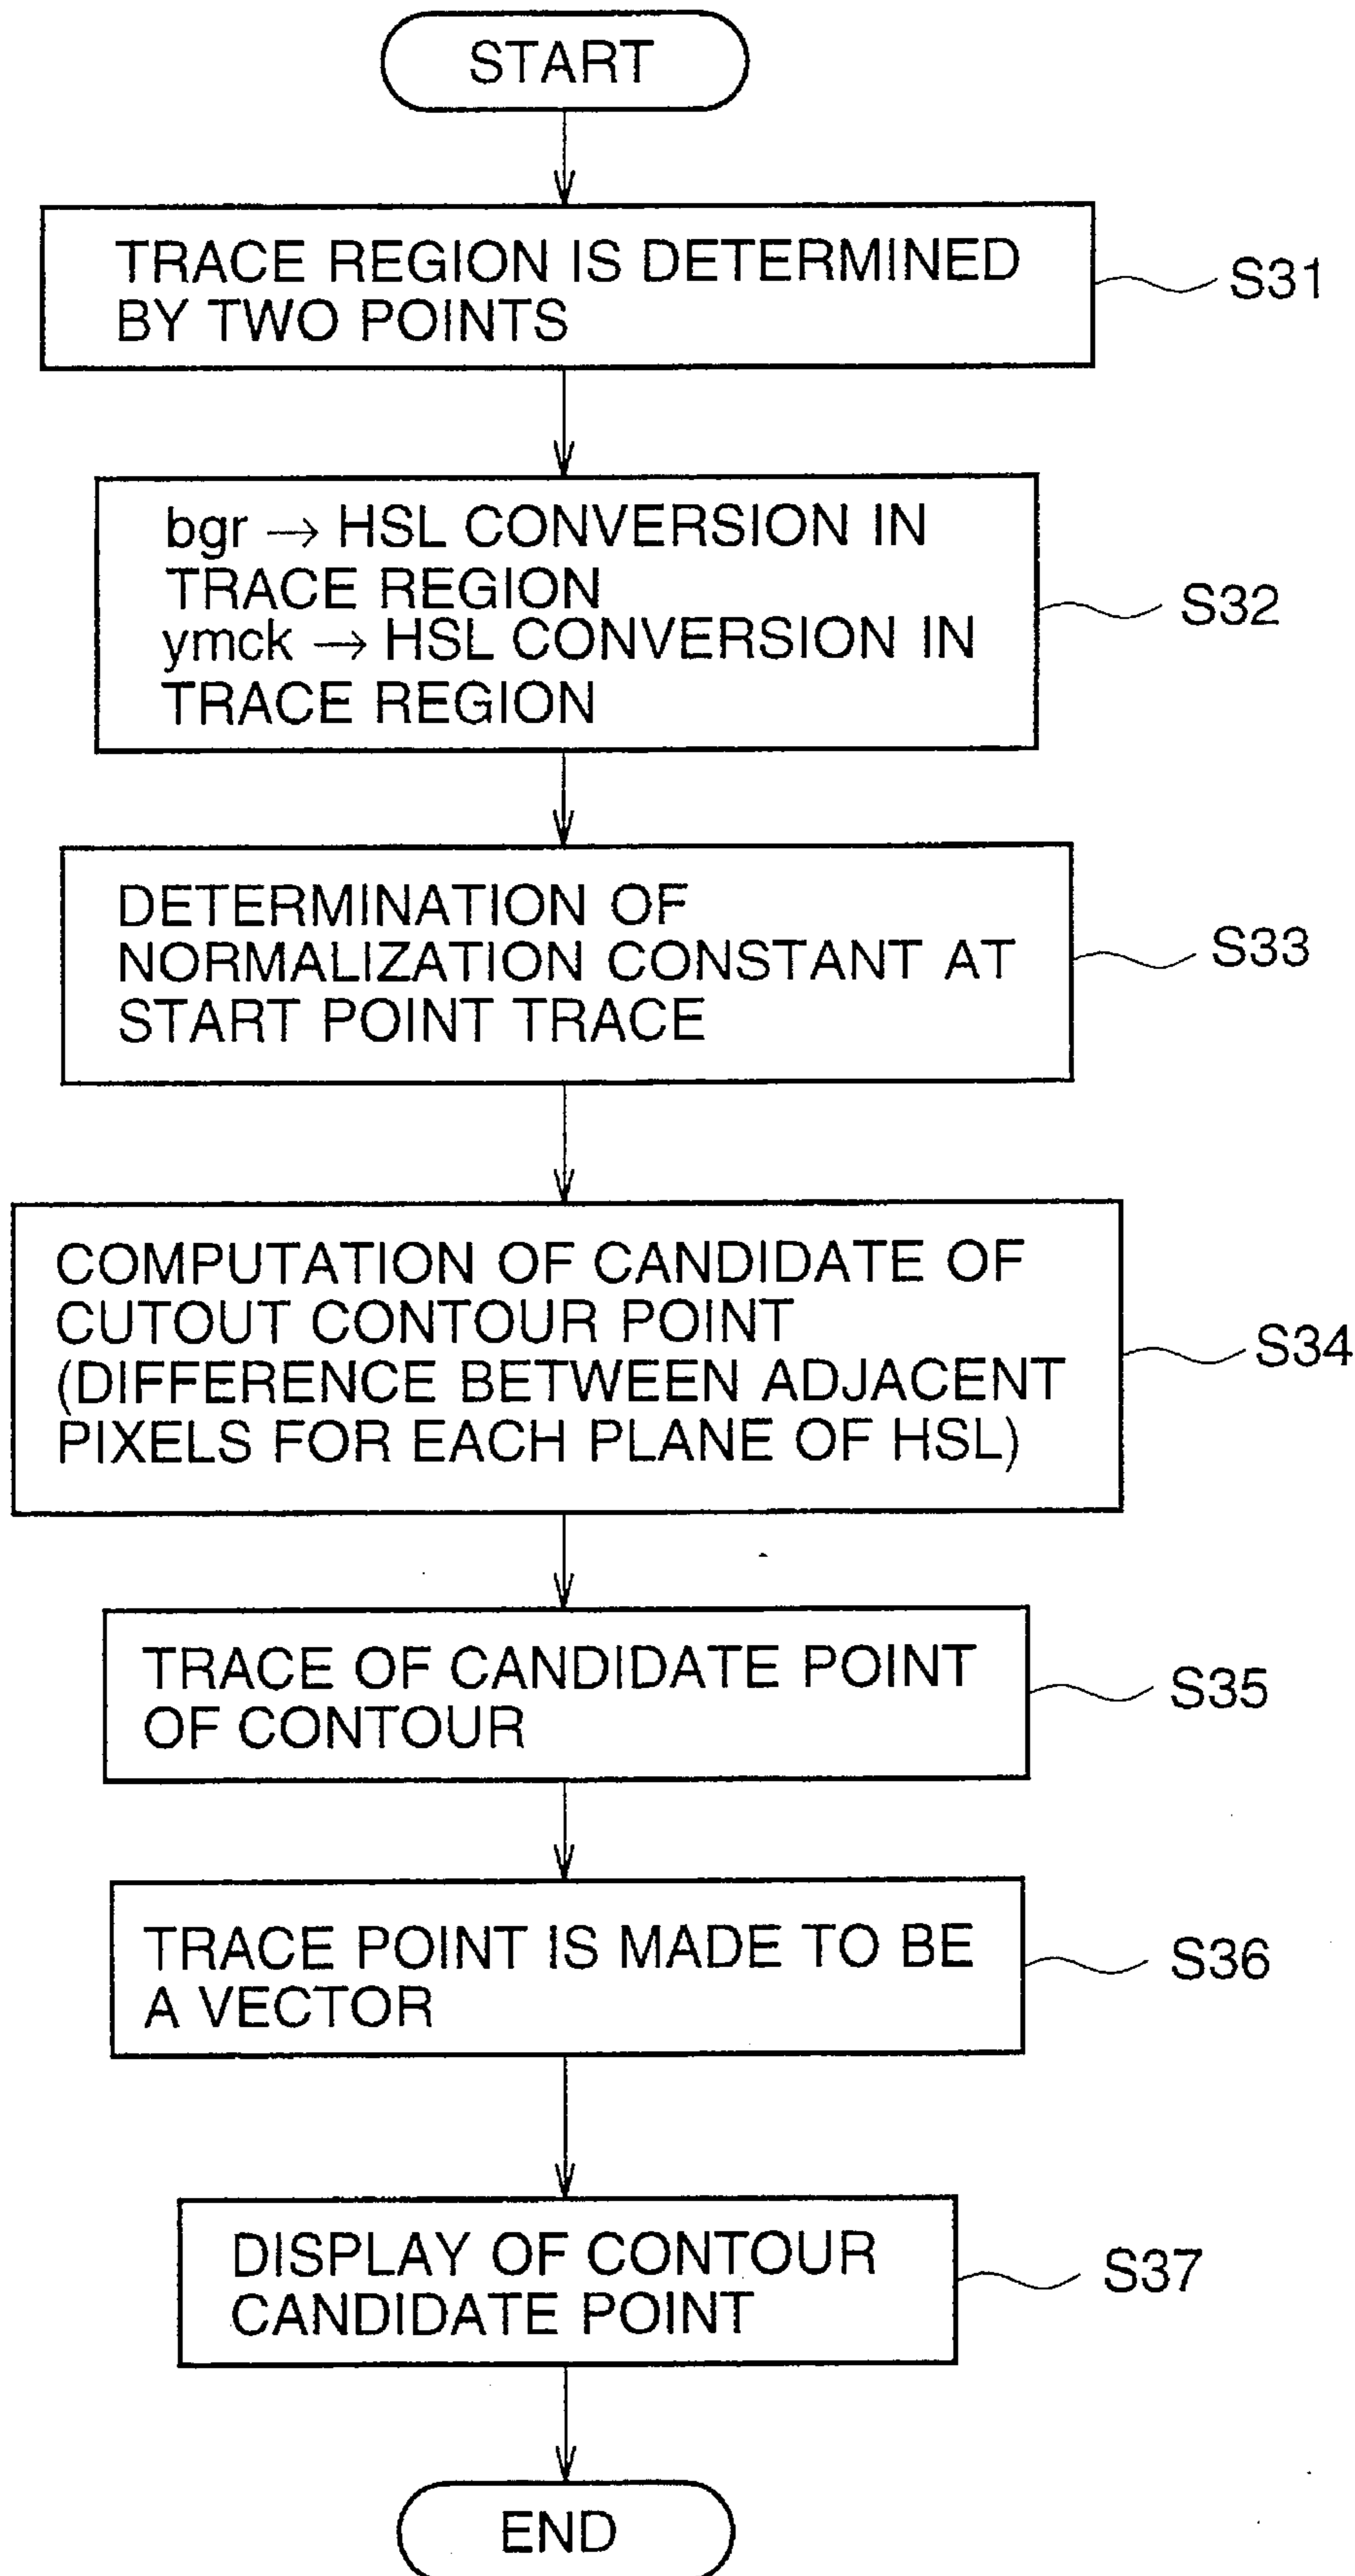 START
TRACE REGION IS DETERMINED
BY TWO POINTS
S31
bgr → HSL CONVERSION IN
TRACE REGION
ymck → HSL CONVERSION IN
TRACE REGION
S32
DETERMINATION OF
NORMALIZATION CONSTANT AT
START POINT TRACE
S33
COMPUTATION OF CANDIDATE OF
CUTOUT CONTOUR POINT
(DIFFERENCE BETWEEN ADJACENT
PIXELS FOR EACH PLANE OF HSL)
S34
TRACE OF CANDIDATE POINT
OF CONTOUR
S35
TRACE POINT IS MADE TO BE
A VECTOR
S36
DISPLAY OF CONTOUR
CANDIDATE POINT
S37
END